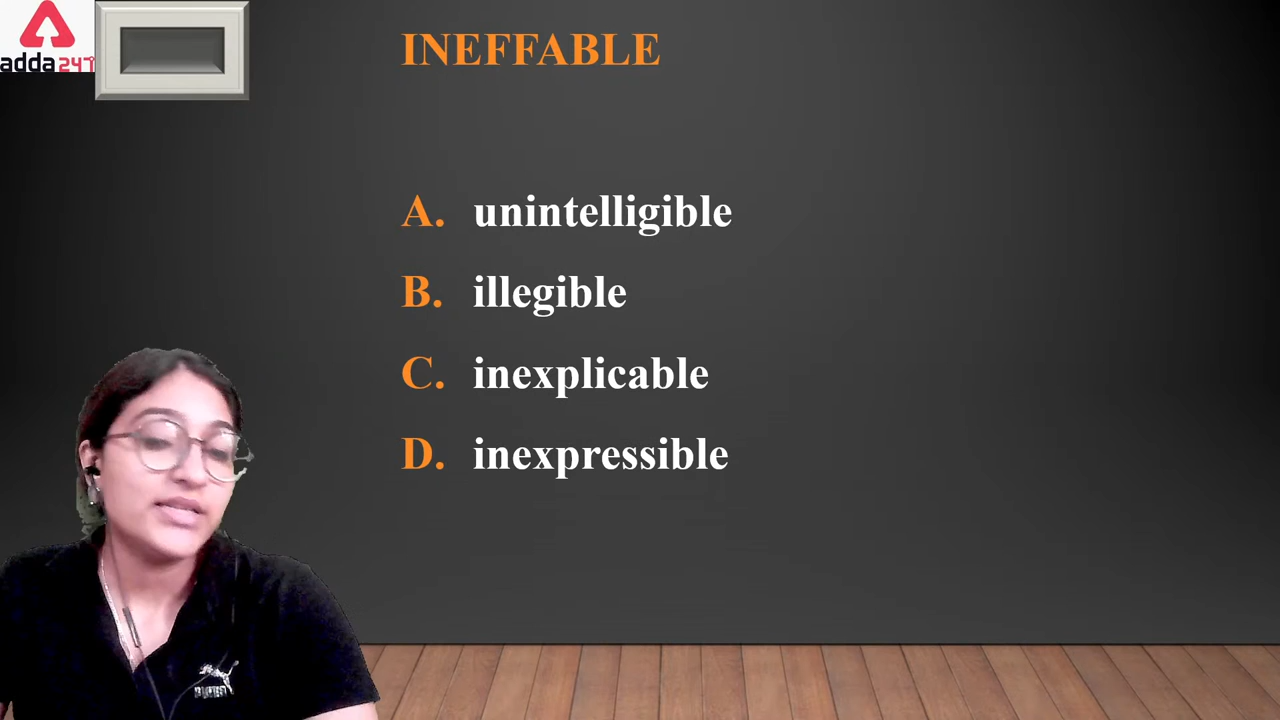 adda247
INEFFABLE
A. unintelligible
B. illegible
C. inexplicable
D. inexpressible